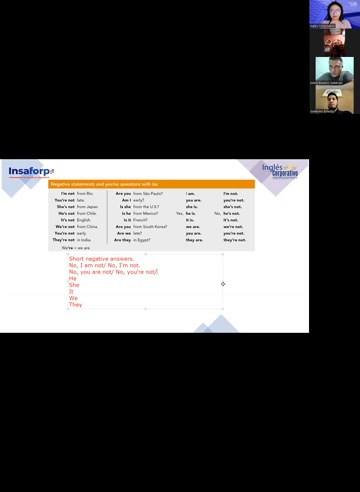 Insaforp
inglés
Corporativo
Negative statements and yes/no questions with be
I'm not from Rio. Are you from São Paulo? I am. I'm not.
You're not late. Am I early? you are. you're not.
She's not from Japan. Is she from the U.S.? she is. she's not.
He's not from Chile. Is he from Mexico? Yes, he is. No, he's not.
It's not English. Is it French? it is. it's not.
We're not from China. Are you from South Korea? we are. we're not.
You're not early. Are we late? you are. you're not.
They're not in India Are they in Egypt? they are. they're not.
We're = we are
Short negative answers.
No, I am not/ No, I'm not.
No, you are not/ No, you're not/
He
She
It
We
They